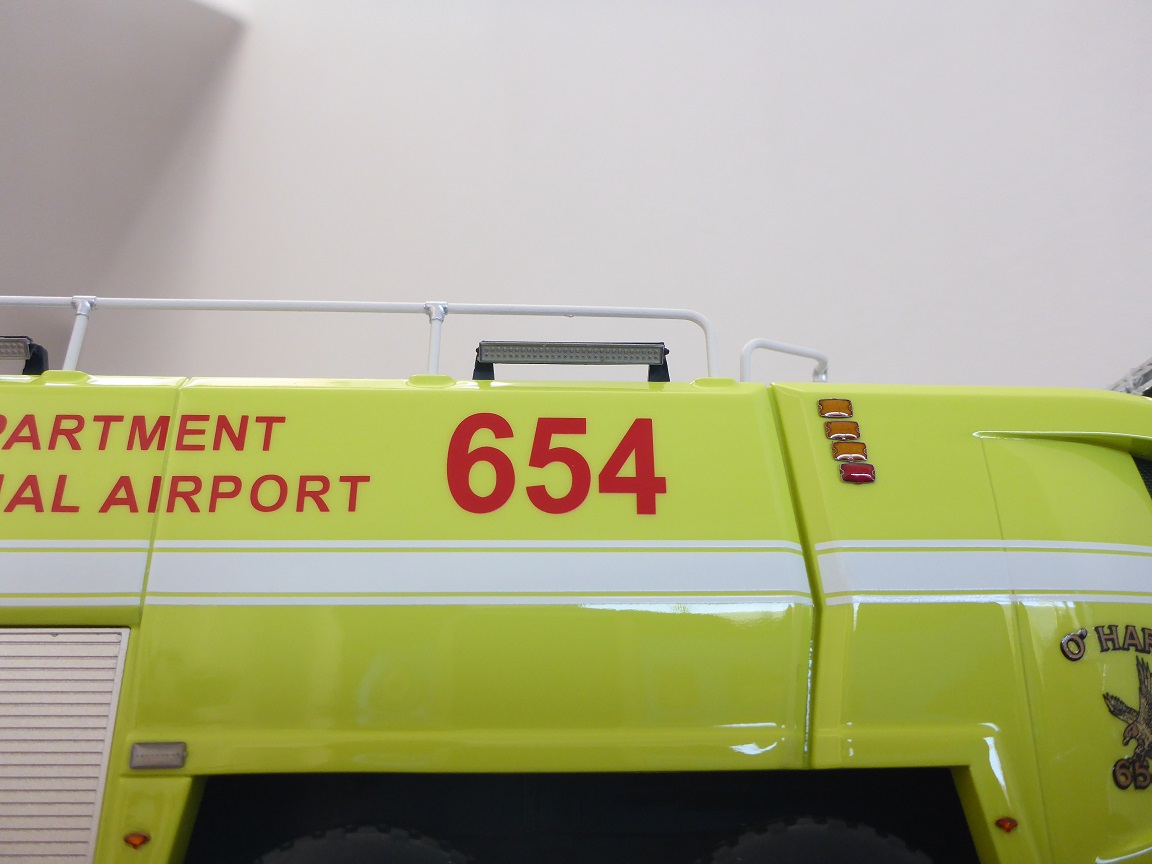 PARTMENT
IAL AIRPORT
654
O' HAR
65